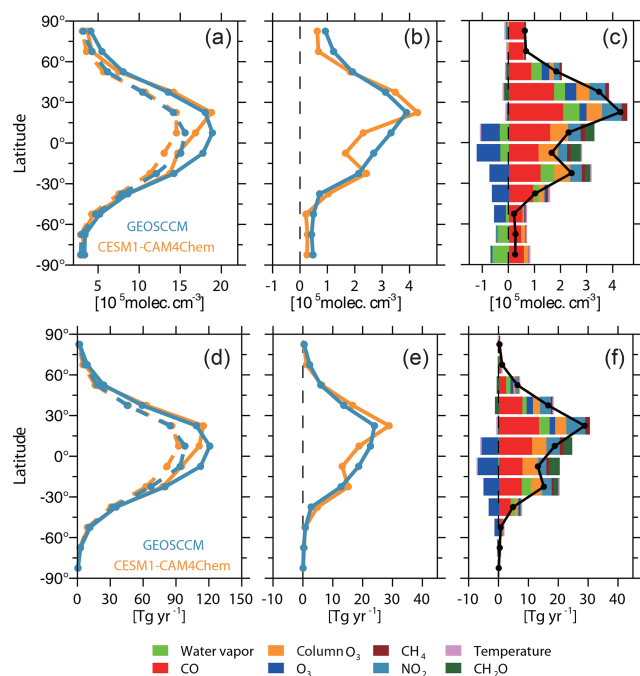 (a) (b) (c)
90°
60°
30°
0°
-30°
-60°
-90°
Latitude
GEOSCCM
CESM1-CAM4Chem
5 10 15 20
0 1 2 3 4
-1 0 1 2 3 4
[10⁵molec. cm⁻³] [10⁵molec. cm⁻³] [10⁵molec. cm⁻³]
(d) (e) (f)
90°
60°
30°
0°
-30°
-60°
-90°
Latitude
GEOSCCM
CESM1-CAM4Chem
0 30 60 90 120 150
-10 0 10 20 30 40
-10 0 10 20 30 40
[Tg yr⁻¹] [Tg yr⁻¹] [Tg yr⁻¹]
Water vapor Column O₃ CH₄ Temperature
CO O₃ NO₂ CH₂O